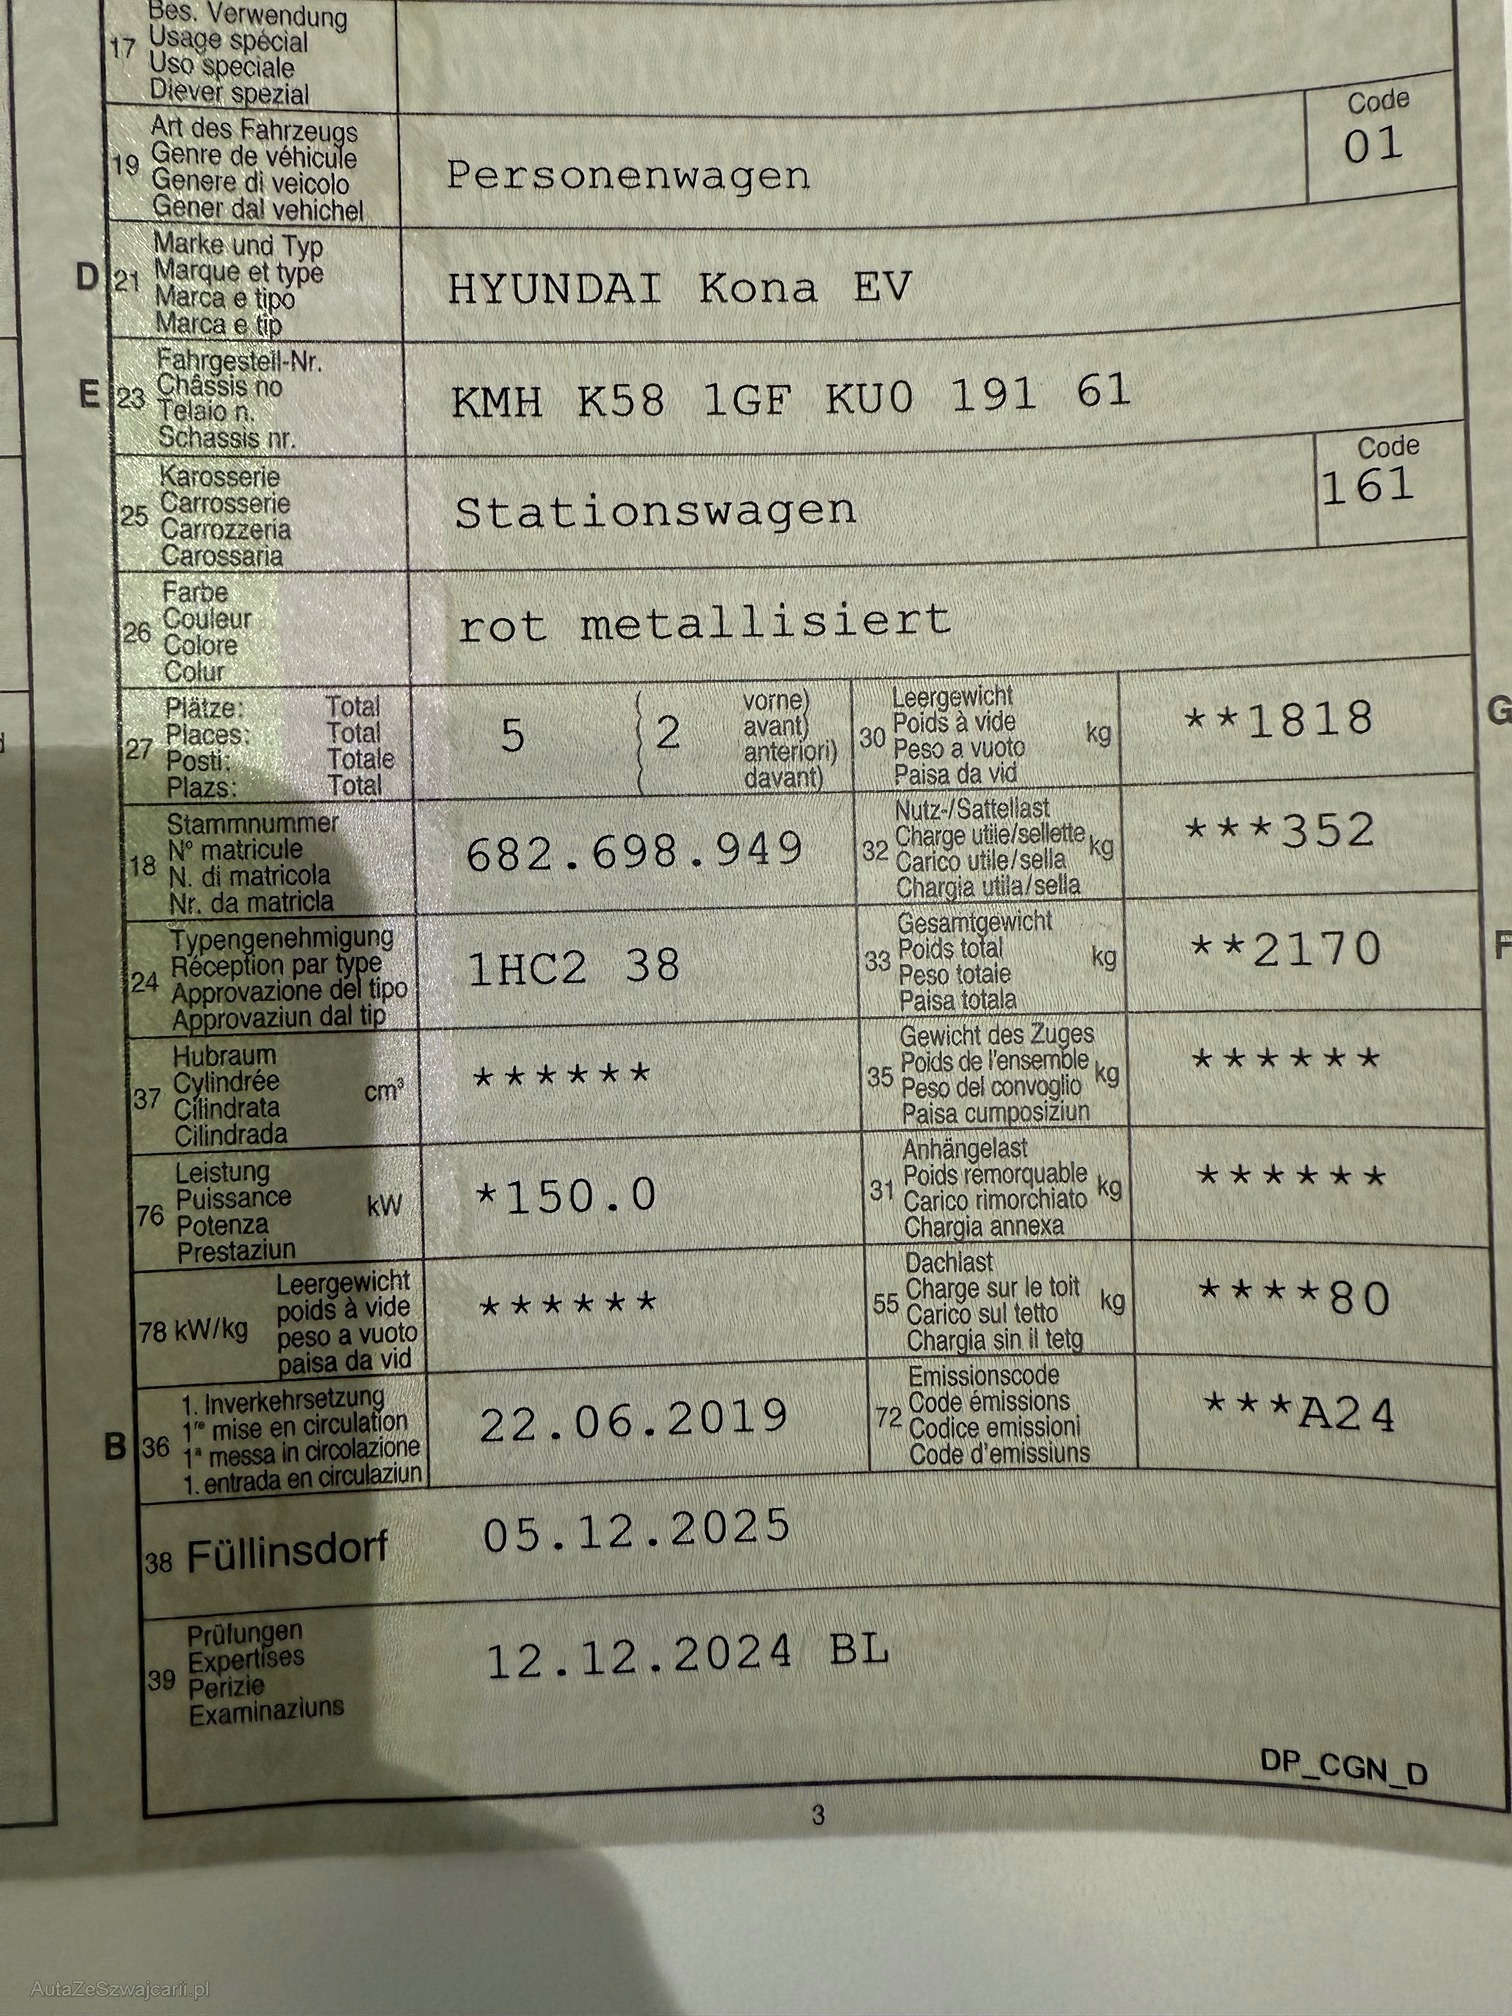 Bes. Verwendung
17 Usage spécial
Uso speciale
Diever spezial
Art des Fahrzeugs
19 Genre de véhicule
Genere di veicolo
Gener dal vehichel
Personenwagen
Code
01
Marke und Typ
D 21 Marque et type
Marca e tipo
Marca e tip
HYUNDAI Kona EV
Fahrgestell-Nr.
E 23 Châssis no
Telaio n.
Schassis nr.
KMH K58 1GF KU0 191 61
Karosserie
25 Carrosserie
Carrozzeria
Carossaria
Stationswagen
Code
161
Farbe
26 Couleur
Colore
Colur
rot metallisiert
Plätze: Total
27 Places: Total
Posti: Totale
Plazs: Total
5 2
vorne)
avant)
anteriori)
davant)
Leergewicht
30 Poids à vide kg
Peso a vuoto
Paisa da vid
**1818
G
Stammnummer
18 N° matricule
N. di matricola
Nr. da matricla
682.698.949
Nutz-/Sattellast
32 Charge utile/sellette kg
Carico utile/sella
Chargia utila/sella
***352
Typengenehmigung
24 Réception par type
Approvazione del tipo
Approvaziun dal tip
1HC2 38
Gesamtgewicht
33 Poids total kg
Peso totale
Paisa totala
**2170
F
Hubraum
37 Cylindrée cm³
Cilindrata
Cilindrada
******
Gewicht des Zuges
35 Poids de l'ensemble kg
Peso del convoglio
Paisa cumposiziun
******
Leistung
76 Puissance kW
Potenza
Prestaziun
*150.0
Anhängelast
31 Poids remorquable kg
Carico rimorchiato
Chargia annexa
******
Leergewicht
78 kW/kg poids à vide
peso a vuoto
paisa da vid
******
Dachlast
55 Charge sur le toit kg
Carico sul tetto
Chargia sin il tetg
****80
1. Inverkehrsetzung
B 36 1re mise en circulation
1a messa in circolazione
1. entrada en circulaziun
22.06.2019
Emissionscode
72 Code émissions
Codice emissioni
Code d'emissiuns
***A24
38 Füllinsdorf 05.12.2025
Prüfungen
39 Expertises
Perizie
Examinaziuns
12.12.2024 BL
DP_CGN_D
3
AutaZeSzwajcarii.pl